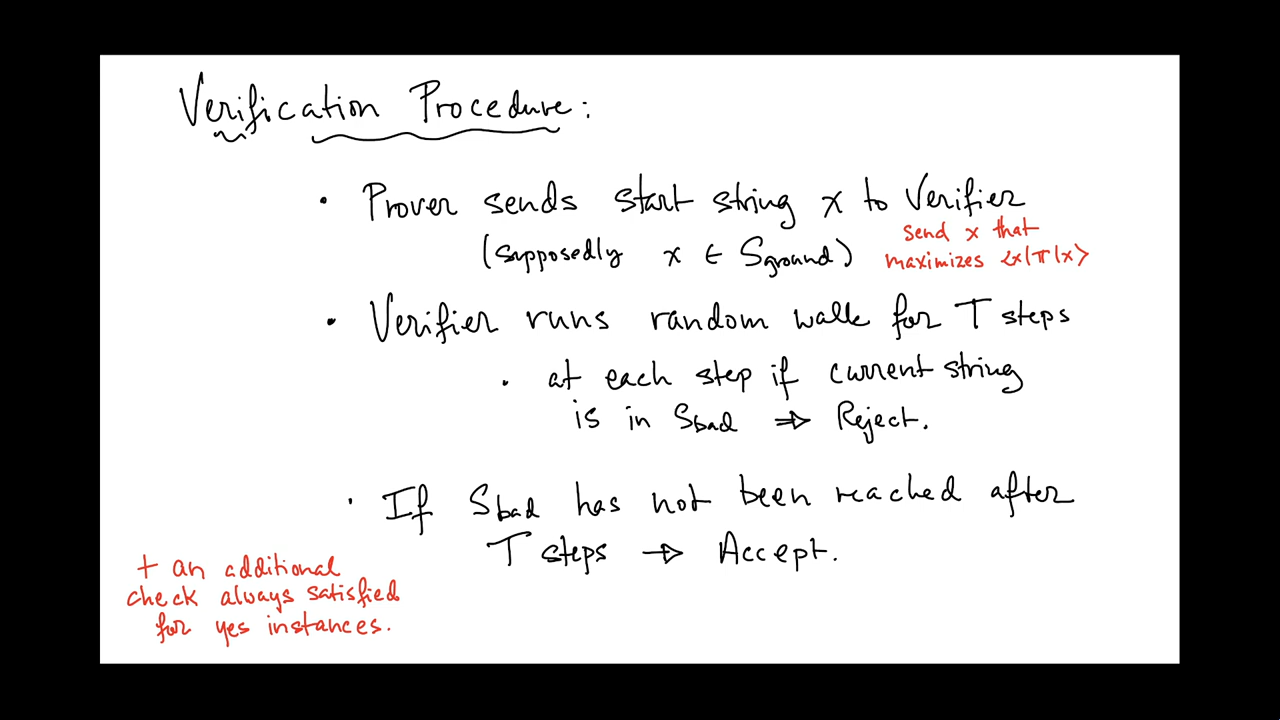 Verification Procedure:
• Prover sends start string x to Verifier
(supposedly x ∈ Sground)
send x that
maximizes <x|π|x>
• Verifier runs random walk for T steps
• at each step if current string
is in Sbad ⇒ Reject.
• If Sbad has not been reached after
T steps → Accept.
+ an additional
check always satisfied
for yes instances.